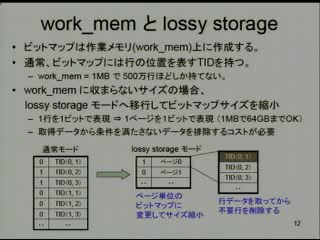 work_mem と lossy storage
• ビットマップは作業メモリ(work_mem)上に作成する。
• 通常、ビットマップには行の位置を表すTIDを持つ。
– work_mem = 1MB で 500万行ほどしか持てない。
• work_mem に収まらないサイズの場合、
lossy storage モードへ移行してビットマップサイズを縮小
– 1行を1ビットで表現 ⇒ 1ページを1ビットで表現 (1MBで64GBまでOK)
– 取得データから条件を満たさないデータを排除するコストが必要
通常モード
0 TID(0, 1)
0 TID(0, 2)
1 TID(0, 3)
0 TID(1, 1)
1 TID(1, 2)
lossy storage モード
1 ページ0
0 ページ1
ページ単位の
ビットマップに
変更してサイズ縮小
TID(0, 1)
TID(0, 2)
TID(0, 3)
行データを取ってから
不要行を削除する
12